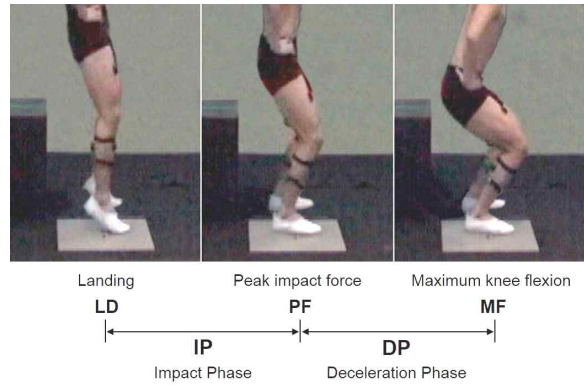 Landing Peak impact force Maximum knee flexion
LD PF MF
IP DP
Impact Phase Deceleration Phase